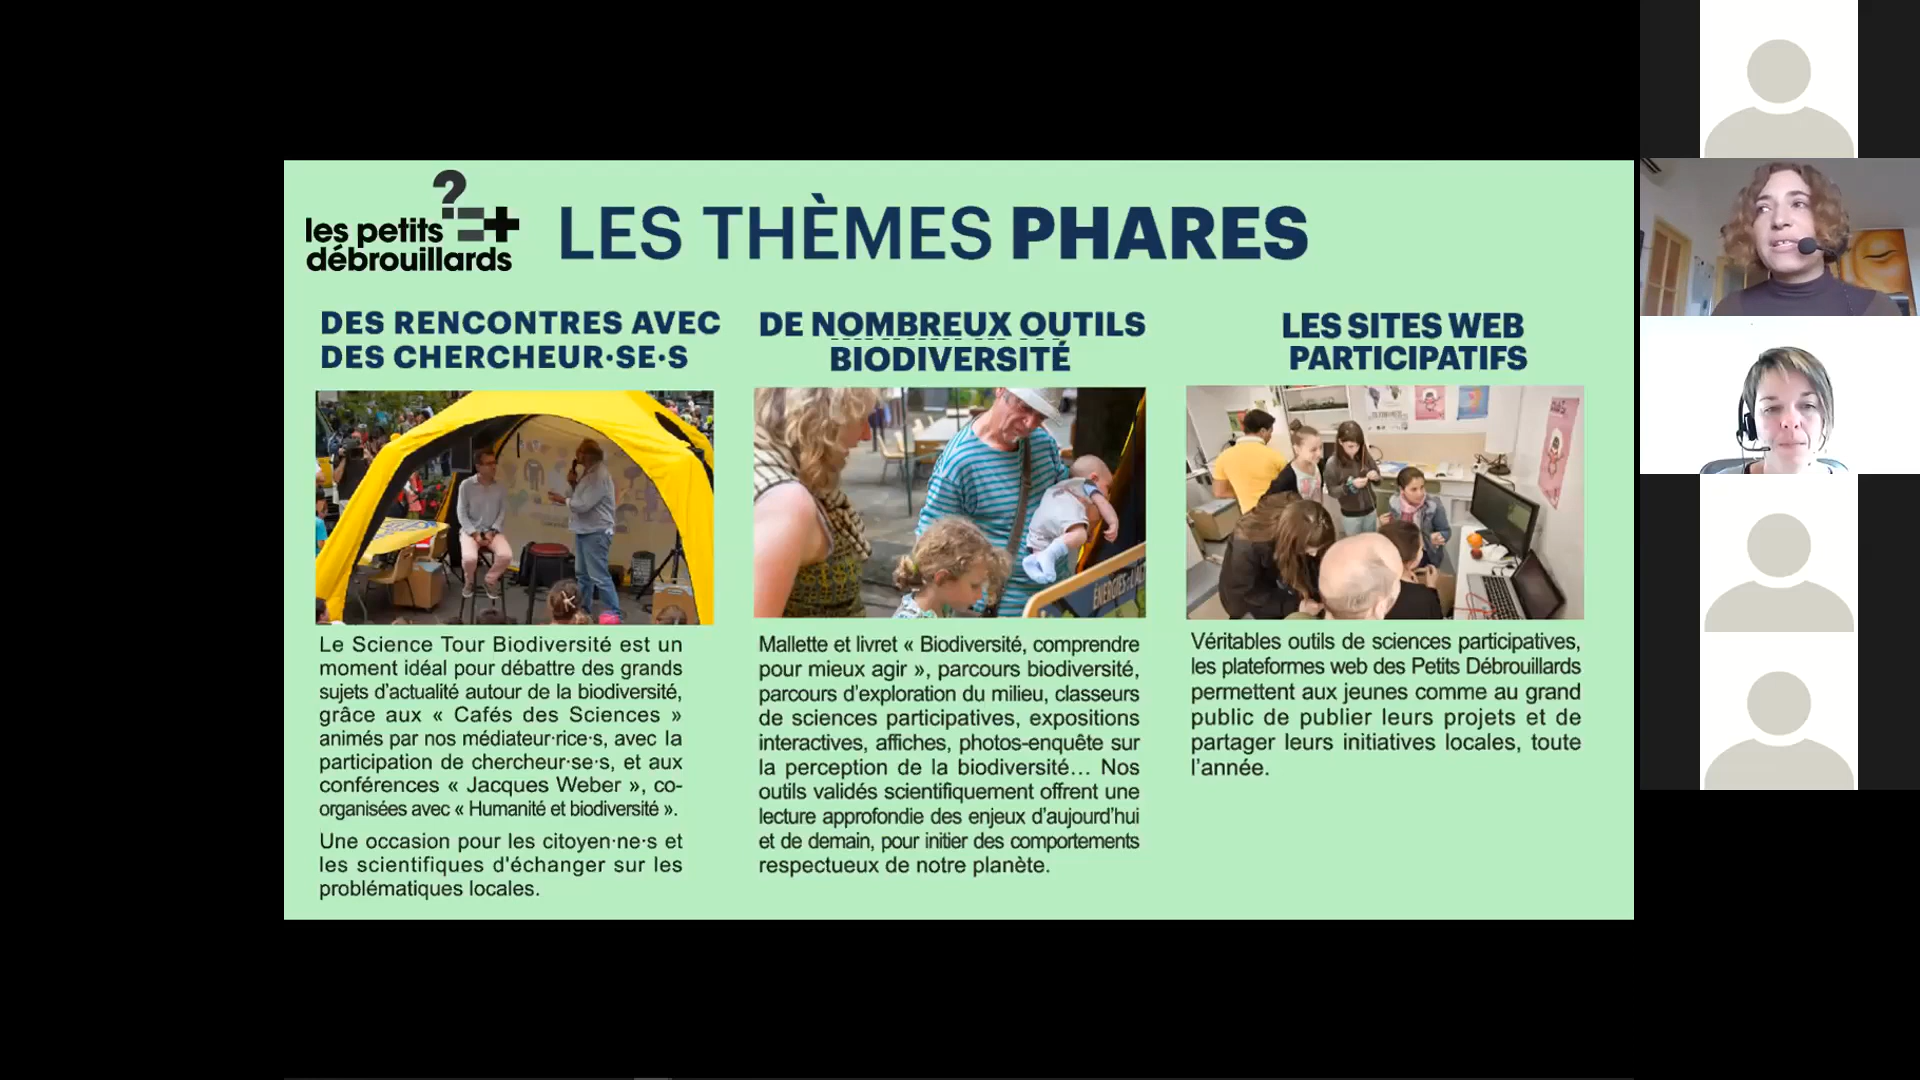 ?
les petits
débrouillards
LES THÈMES PHARES
DES RENCONTRES AVEC
DES CHERCHEUR·SE·S
Le Science Tour Biodiversité est un
moment idéal pour débattre des grands
sujets d'actualité autour de la biodiversité,
grâce aux « Cafés des Sciences »
animés par nos médiateur·rice·s, avec la
participation de chercheur·se·s, et aux
conférences « Jacques Weber », co-
organisées avec « Humanité et biodiversité ».
Une occasion pour les citoyen·ne·s et
les scientifiques d'échanger sur les
problématiques locales.
DE NOMBREUX OUTILS
BIODIVERSITÉ
Mallette et livret « Biodiversité, comprendre
pour mieux agir », parcours biodiversité,
parcours d'exploration du milieu, classeurs
de sciences participatives, expositions
interactives, affiches, photos-enquête sur
la perception de la biodiversité… Nos
outils validés scientifiquement offrent une
lecture approfondie des enjeux d'aujourd'hui
et de demain, pour initier des comportements
respectueux de notre planète.
LES SITES WEB
PARTICIPATIFS
Véritables outils de sciences participatives,
les plateformes web des Petits Débrouillards
permettent aux jeunes comme au grand
public de publier leurs projets et de
partager leurs initiatives locales, toute
l'année.